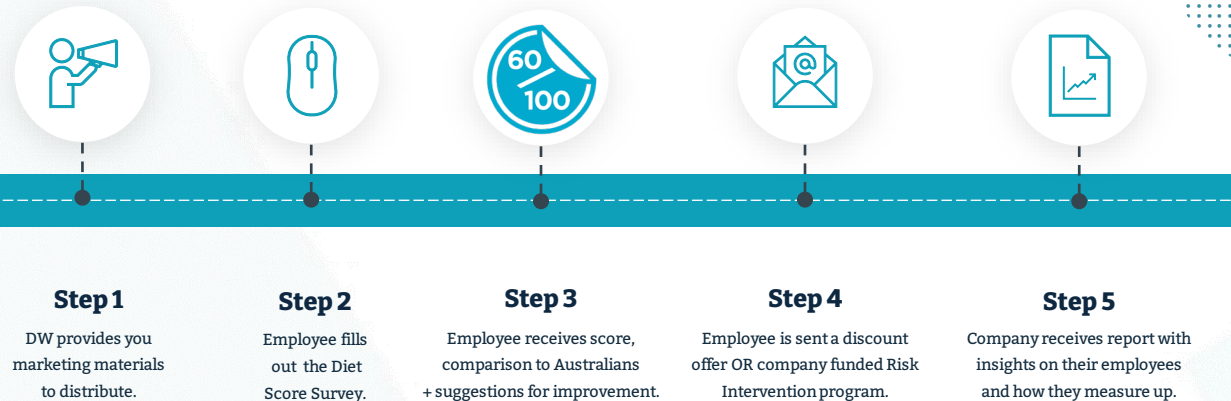 60
100
@
Step 1
DW provides you
marketing materials
to distribute.
Step 2
Employee fills
out the Diet
Score Survey.
Step 3
Employee receives score,
comparison to Australians
+ suggestions for improvement.
Step 4
Employee is sent a discount
offer OR company funded Risk
Intervention program.
Step 5
Company receives report with
insights on their employees
and how they measure up.